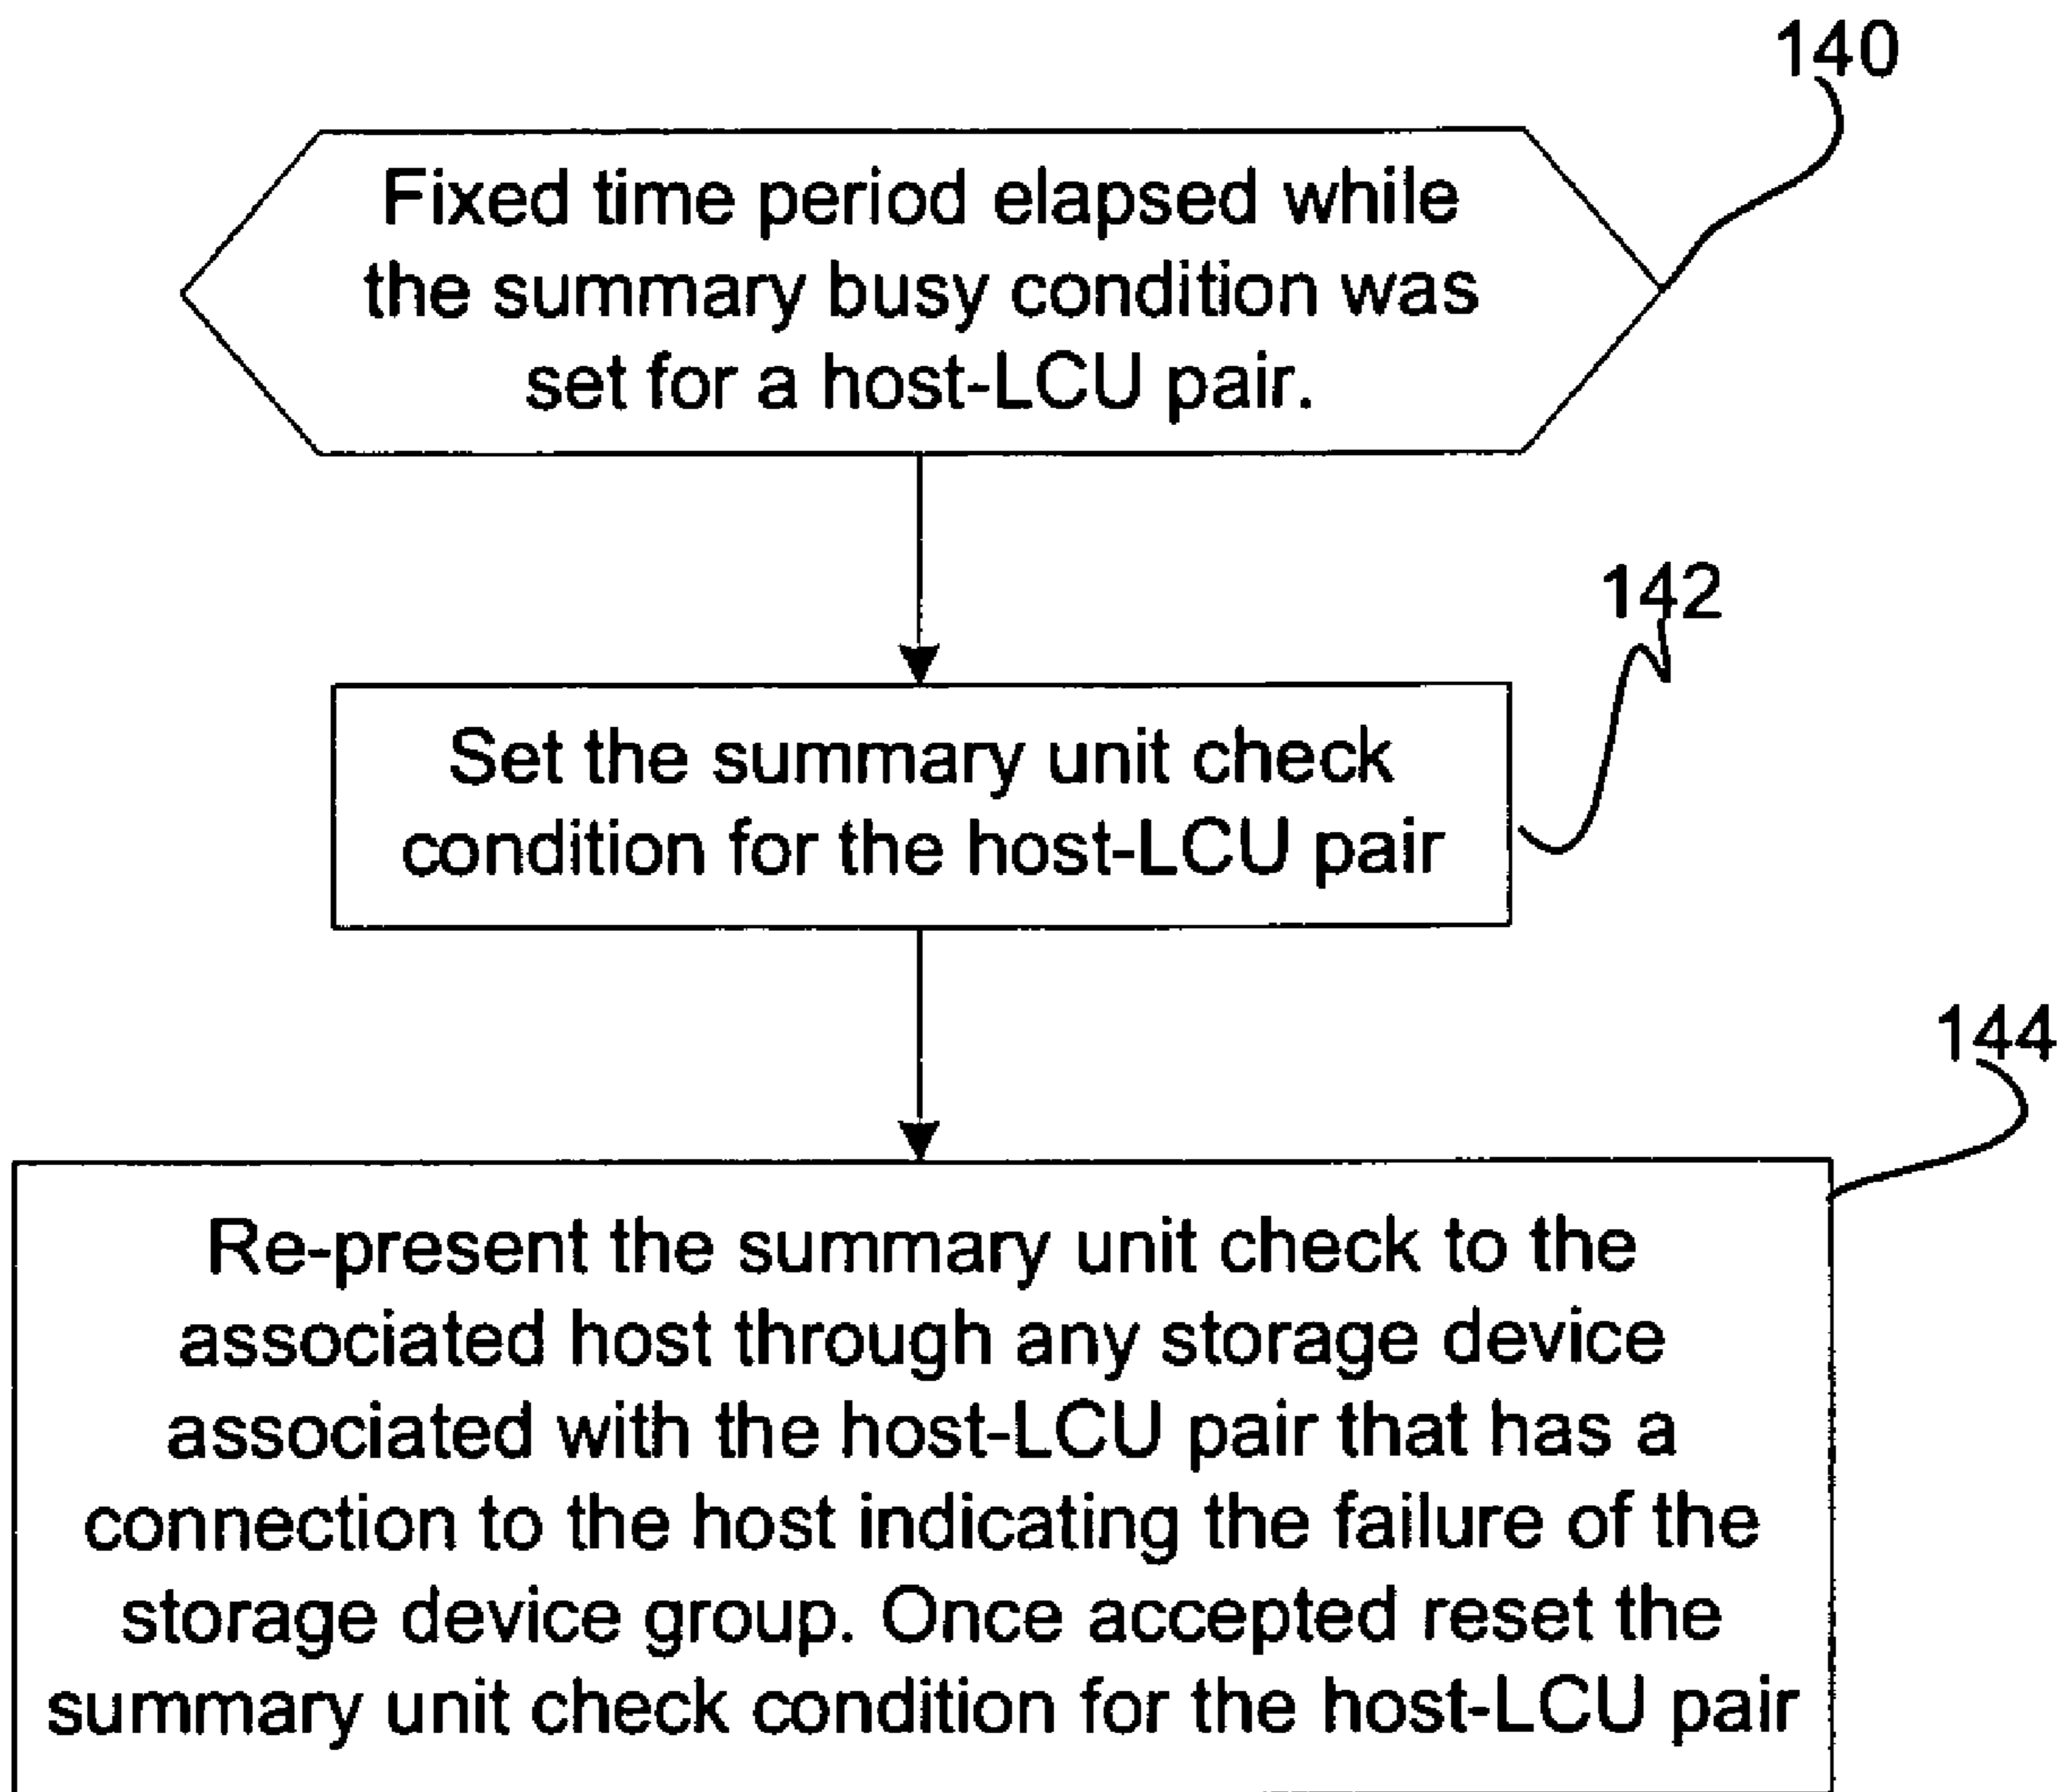 140
Fixed time period elapsed while
the summary busy condition was
set for a host-LCU pair.
142
Set the summary unit check
condition for the host-LCU pair
144
Re-present the summary unit check to the
associated host through any storage device
associated with the host-LCU pair that has a
connection to the host indicating the failure of the
storage device group. Once accepted reset the
summary unit check condition for the host-LCU pair